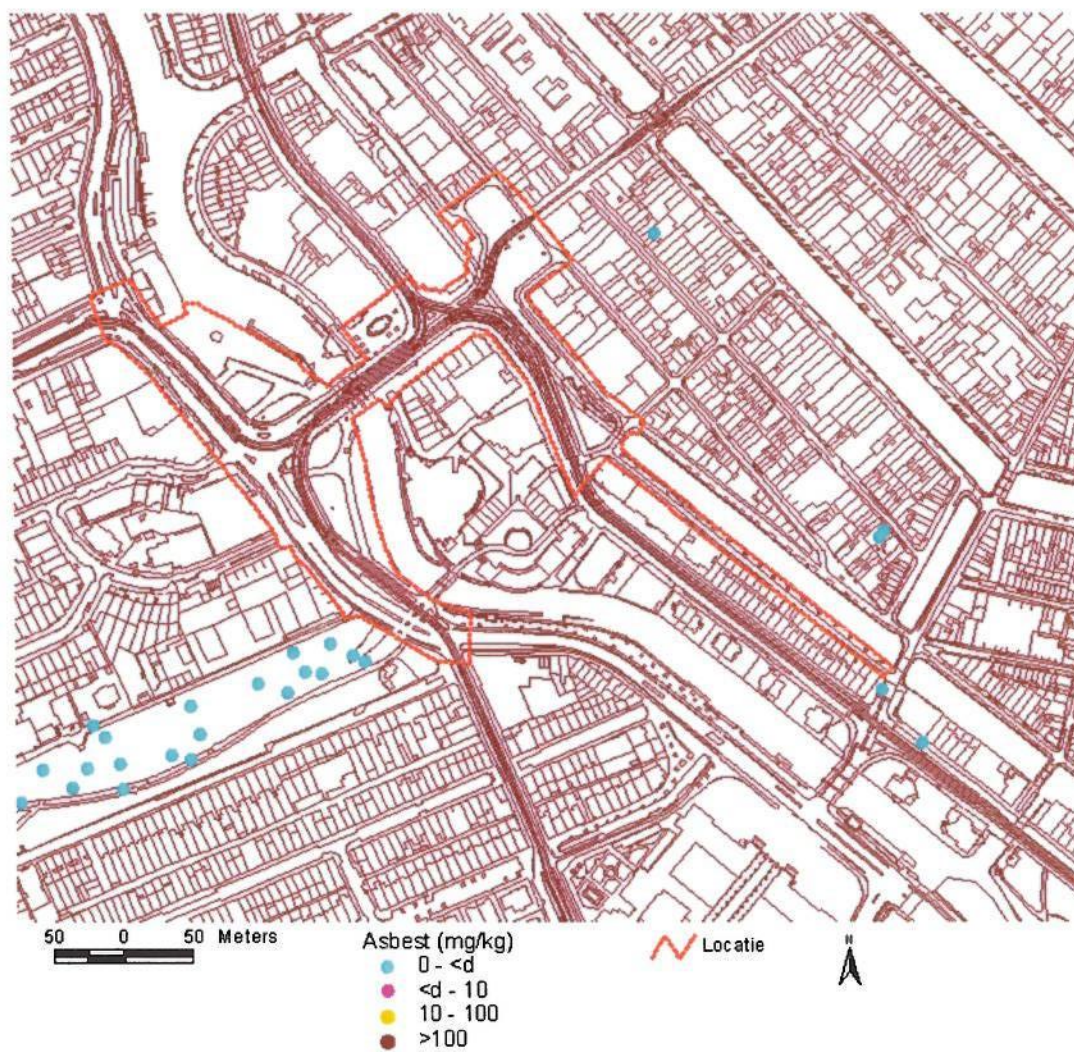 50 0 50 Meters
Asbest (mg/kg)
0 - <d
<d - 10
10 - 100
>100
Locatie
N